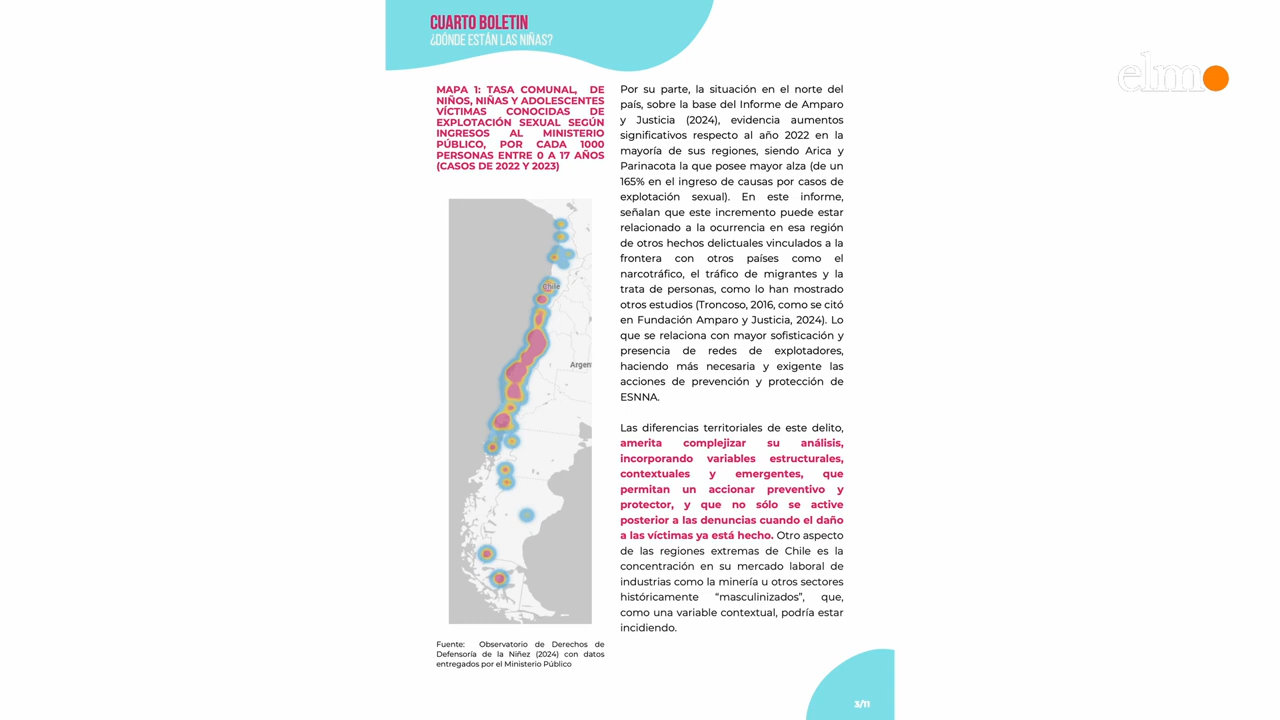 CUARTO BOLETIN
¿DÓNDE ESTÁN LAS NIÑAS?
elmo
MAPA 1: TASA COMUNAL, DE
NIÑOS, NIÑAS Y ADOLESCENTES
VÍCTIMAS CONOCIDAS DE
EXPLOTACIÓN SEXUAL SEGÚN
INGRESOS AL MINISTERIO
PÚBLICO, POR CADA 1000
PERSONAS ENTRE 0 A 17 AÑOS
(CASOS DE 2022 Y 2023)
Chile
Argen
Fuente: Observatorio de Derechos de
Defensoría de la Niñez (2024) con datos
entregados por el Ministerio Público
Por su parte, la situación en el norte del
país, sobre la base del Informe de Amparo
y Justicia (2024), evidencia aumentos
significativos respecto al año 2022 en la
mayoría de sus regiones, siendo Arica y
Parinacota la que posee mayor alza (de un
165% en el ingreso de causas por casos de
explotación sexual). En este informe,
señalan que este incremento puede estar
relacionado a la ocurrencia en esa región
de otros hechos delictuales vinculados a la
frontera con otros países como el
narcotráfico, el tráfico de migrantes y la
trata de personas, como lo han mostrado
otros estudios (Troncoso, 2016, como se citó
en Fundación Amparo y Justicia, 2024). Lo
que se relaciona con mayor sofisticación y
presencia de redes de explotadores,
haciendo más necesaria y exigente las
acciones de prevención y protección de
ESNNA.
Las diferencias territoriales de este delito,
amerita complejizar su análisis,
incorporando variables estructurales,
contextuales y emergentes, que
permitan un accionar preventivo y
protector, y que no sólo se active
posterior a las denuncias cuando el daño
a las víctimas ya está hecho. Otro aspecto
de las regiones extremas de Chile es la
concentración en su mercado laboral de
industrias como la minería u otros sectores
históricamente “masculinizados”, que,
como una variable contextual, podría estar
incidiendo.
3/11